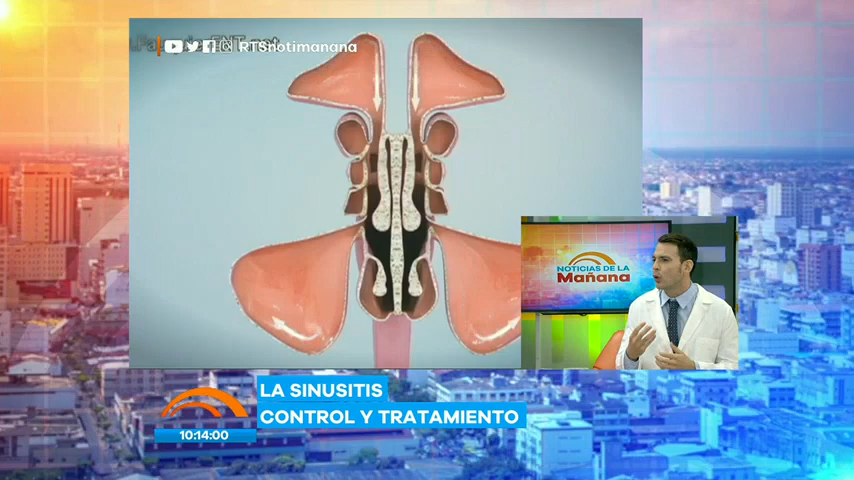 RTSnotimanana
NOTICIAS DE LA
Mañana
LA SINUSITIS
CONTROL Y TRATAMIENTO
10:14:00